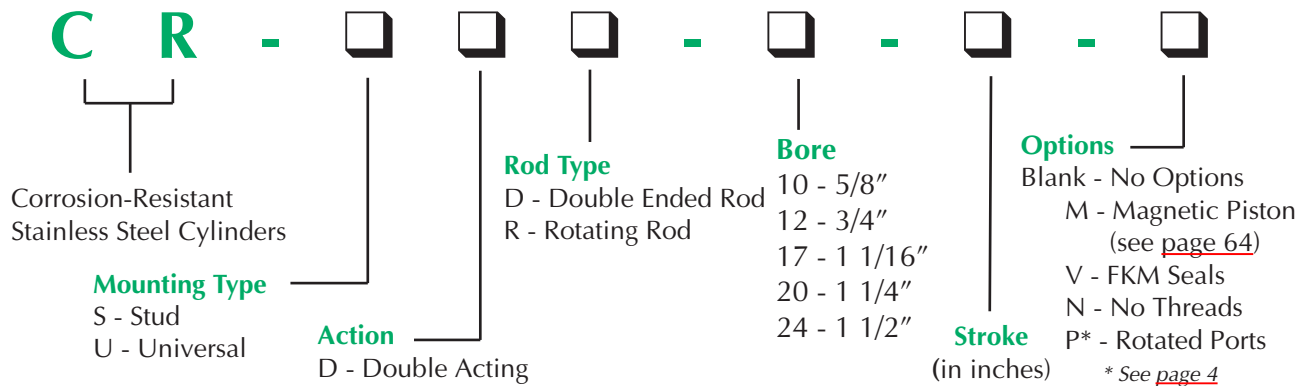 C R - ❑ ❑ ❑ - ❑ - ❑ - ❑
Corrosion-Resistant
Stainless Steel Cylinders
Mounting Type
S - Stud
U - Universal
Action
D - Double Acting
Rod Type
D - Double Ended Rod
R - Rotating Rod
Bore
10 - 5/8″
12 - 3/4″
17 - 1 1/16″
20 - 1 1/4″
24 - 1 1/2″
Stroke
(in inches)
Options
Blank - No Options
M - Magnetic Piston
(see page 64)
V - FKM Seals
N - No Threads
P* - Rotated Ports
* See page 4